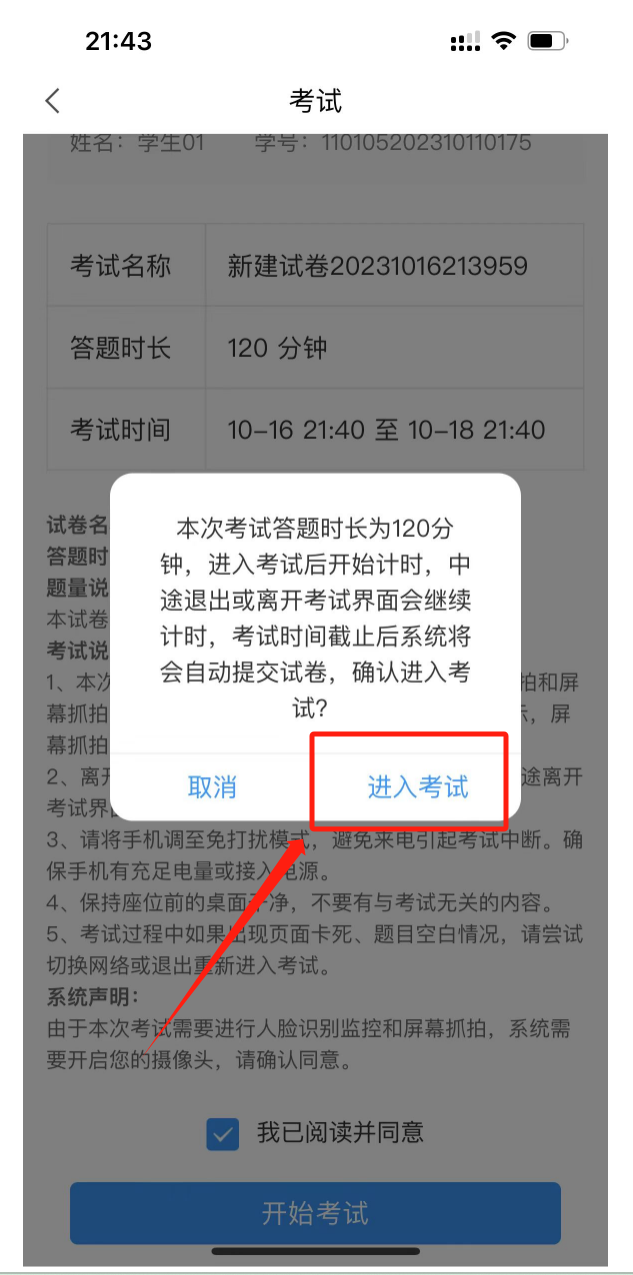 21:43
考试
姓名：学生01 学号：110105202310110175
考试名称 新建试卷20231016213959
答题时长 120 分钟
考试时间 10-16 21:40 至 10-18 21:40
本次考试答题时长为120分
钟，进入考试后开始计时，中
途退出或离开考试界面会继续
计时，考试时间截止后系统将
会自动提交试卷，确认进入考
试？
取消 进入考试
试卷名
答题时
题量说
本试卷
考试说
1、本次 拍和屏
幕抓拍 示，屏
幕抓拍
2、离开 途离开
考试界
3、请将手机调至免打扰模式，避免来电引起考试中断。确
保手机有充足电量或接入电源。
4、保持座位前的桌面干净，不要有与考试无关的内容。
5、考试过程中如果出现页面卡死、题目空白情况，请尝试
切换网络或退出重新进入考试。
系统声明：
由于本次考试需要进行人脸识别监控和屏幕抓拍，系统需
要开启您的摄像头，请确认同意。
我已阅读并同意
开始考试